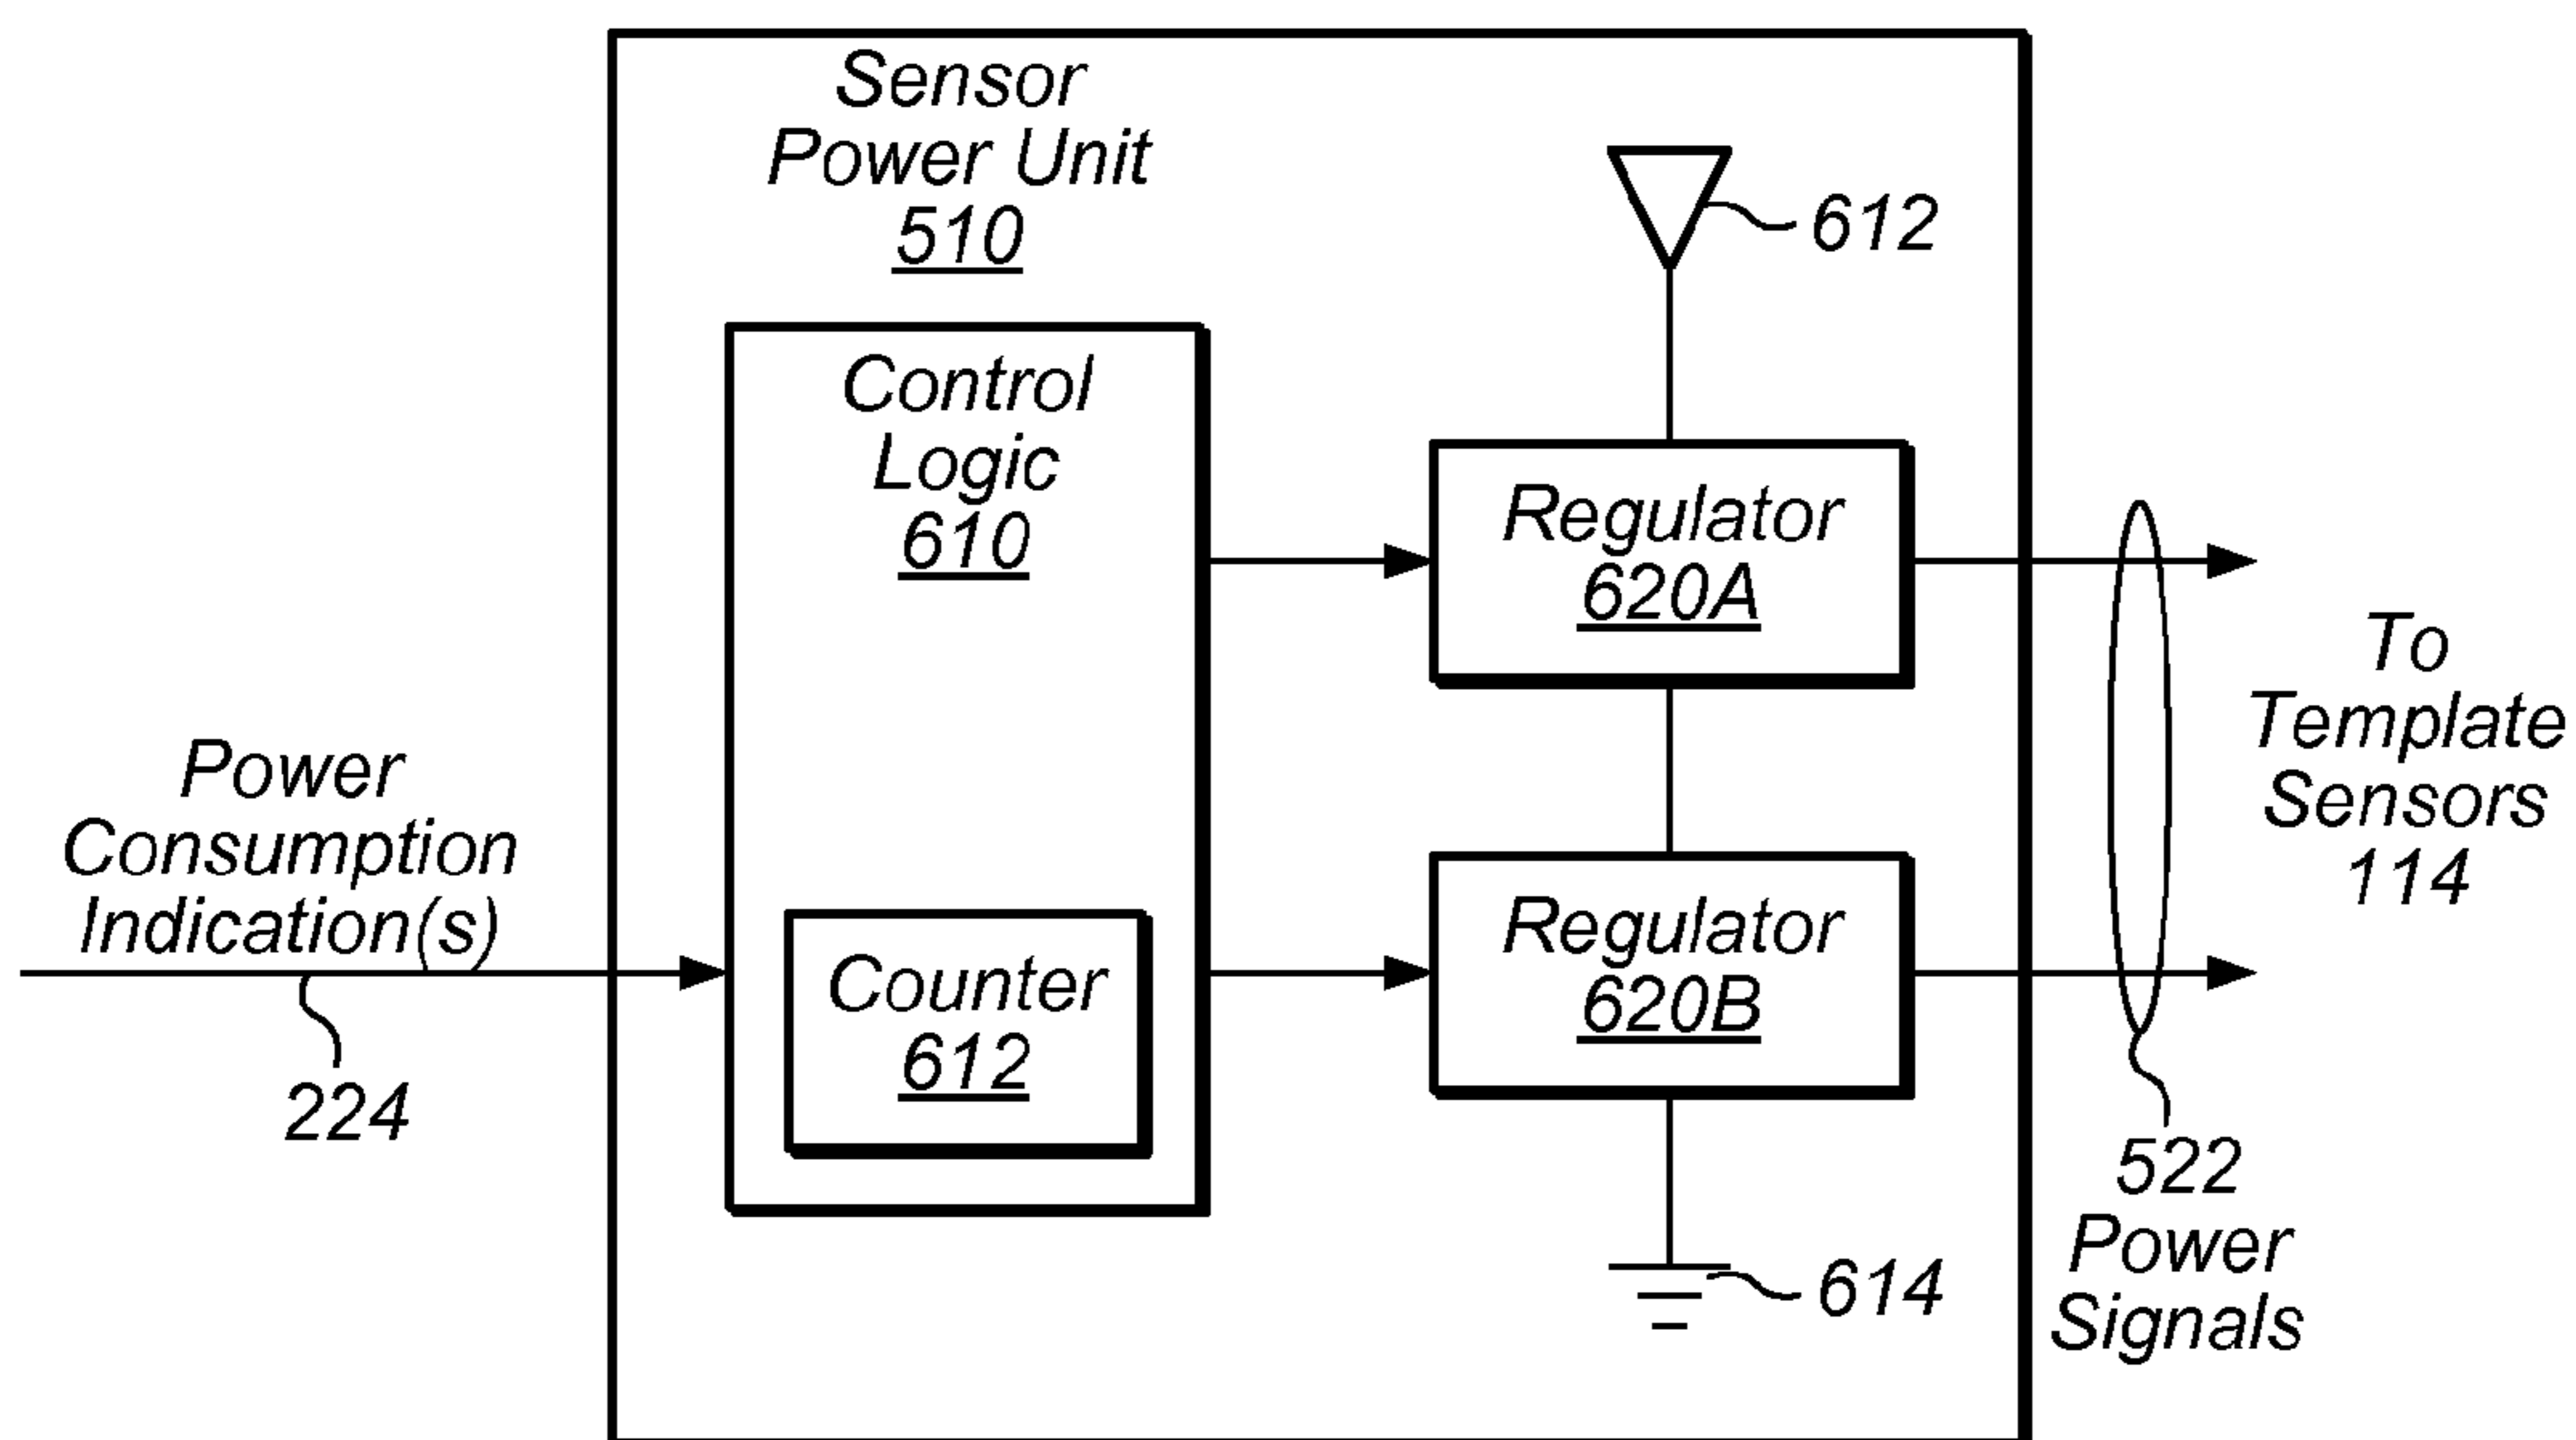 Sensor
Power Unit
510
612
Control
Logic
610
Regulator
620A
To
Template
Sensors
114
Power
Consumption
Indication(s)
224
Counter
612
Regulator
620B
522
Power
Signals
614